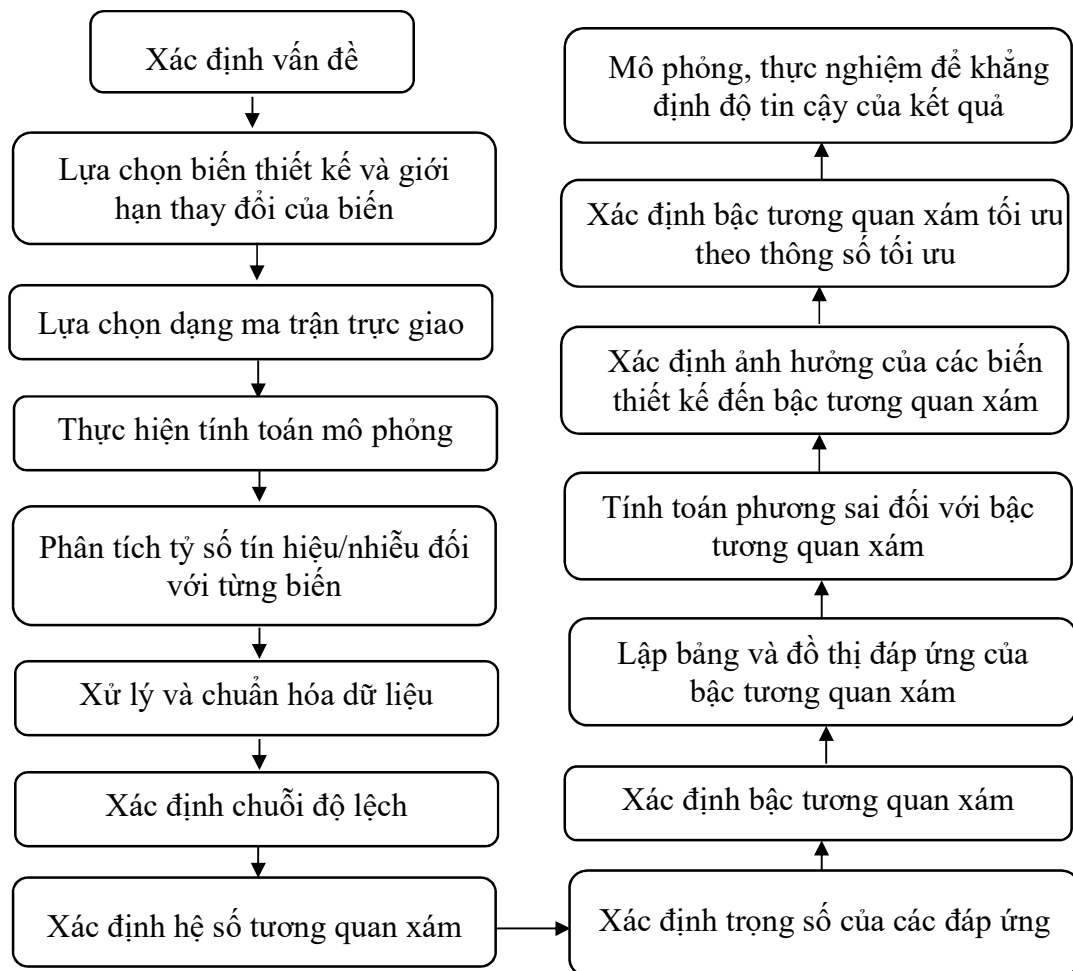 Xác định vấn đề
Lựa chọn biến thiết kế và giới
hạn thay đổi của biến
Lựa chọn dạng ma trận trực giao
Thực hiện tính toán mô phỏng
Phân tích tỷ số tín hiệu/nhiễu đối
với từng biến
Xử lý và chuẩn hóa dữ liệu
Xác định chuỗi độ lệch
Xác định hệ số tương quan xám
Xác định trọng số của các đáp ứng
Xác định bậc tương quan xám
Lập bảng và đồ thị đáp ứng của
bậc tương quan xám
Tính toán phương sai đối với bậc
tương quan xám
Xác định ảnh hưởng của các biến
thiết kế đến bậc tương quan xám
Xác định bậc tương quan xám tối ưu
theo thông số tối ưu
Mô phỏng, thực nghiệm để khẳng
định độ tin cậy của kết quả